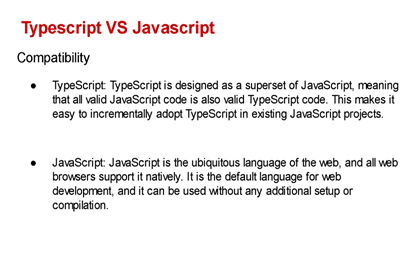 Typescript VS Javascript
Compatibility
● TypeScript: TypeScript is designed as a superset of JavaScript, meaning
that all valid JavaScript code is also valid TypeScript code. This makes it
easy to incrementally adopt TypeScript in existing JavaScript projects.
● JavaScript: JavaScript is the ubiquitous language of the web, and all web
browsers support it natively. It is the default language for web
development, and it can be used without any additional setup or
compilation.